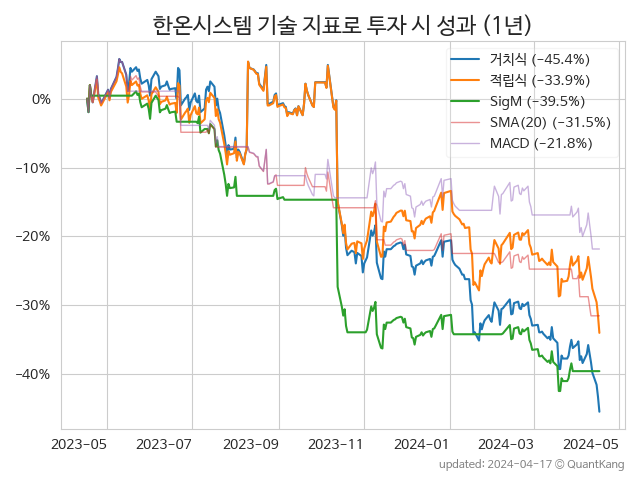 한온시스템 기술 지표로 투자 시 성과 (1년)
거치식 (−45.4%)
적립식 (−33.9%)
SigM (−39.5%)
SMA(20) (−31.5%)
MACD (−21.8%)
0%
−10%
−20%
−30%
−40%
2023-05 2023-07 2023-09 2023-11 2024-01 2024-03 2024-05
updated: 2024-04-17 © QuantKang